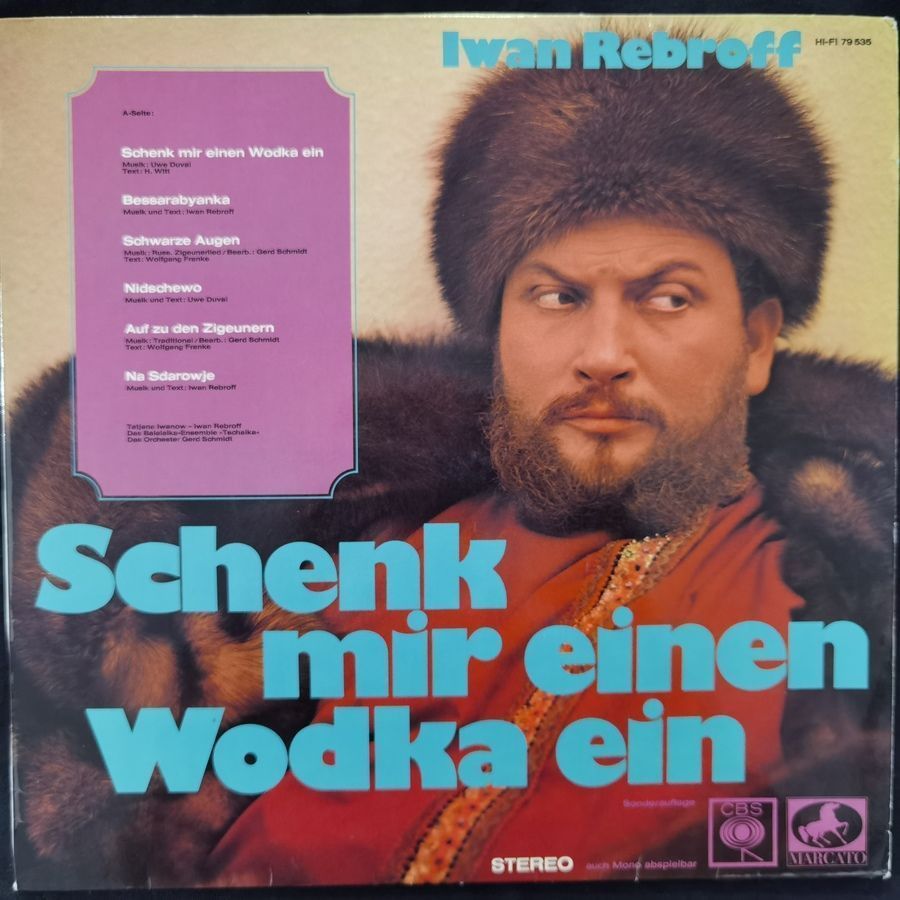 Iwan Rebroff HI-FI 79 535
A-Seite:
Schenk mir einen Wodka ein
Musik: Uwe Duval
Text: H. Witt
Bessarabyanka
Musik und Text: Iwan Rebroff
Schwarze Augen
Musik: Russ. Zigeunerlied / Bearb.: Gerd Schmidt
Text: Wolfgang Franke
Nidschewo
Musik und Text: Uwe Duval
Auf zu den Zigeunern
Musik: Traditional / Bearb.: Gerd Schmidt
Text: Wolfgang Franke
Na Sdarowje
Musik und Text: Iwan Rebroff
Tatjana Iwanow – Iwan Rebroff
Das Balalaika-Ensemble »Tschaika«
Das Orchester Gerd Schmidt
Schenk
mir einen
Wodka ein
Sonderauflage
CBS
MARCATO
STEREO auch Mono abspielbar